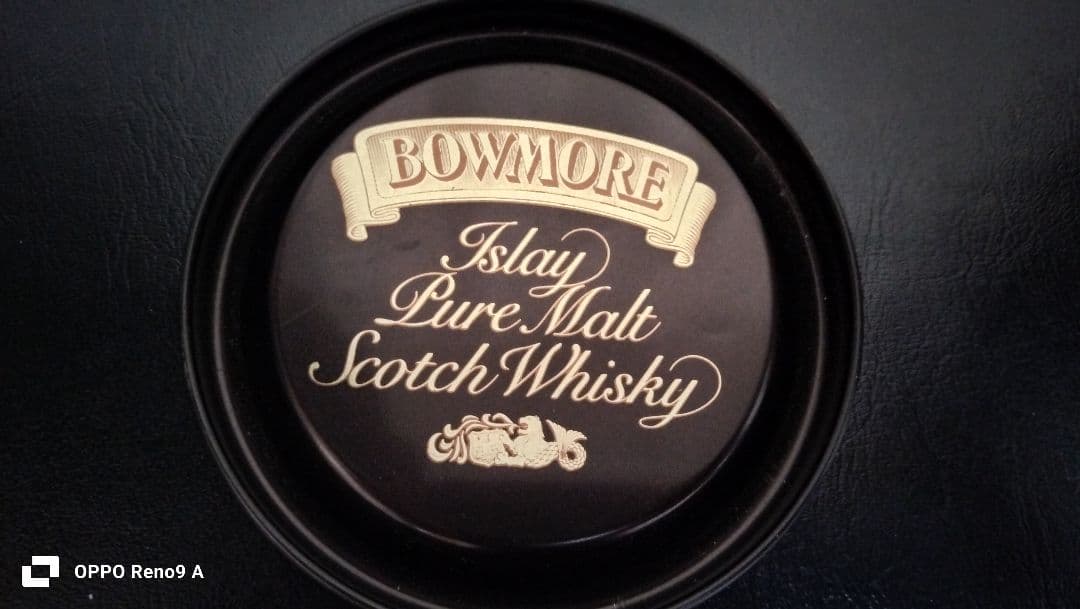 BOWMORE
Islay
Pure Malt
Scotch Whisky
OPPO Reno9 A